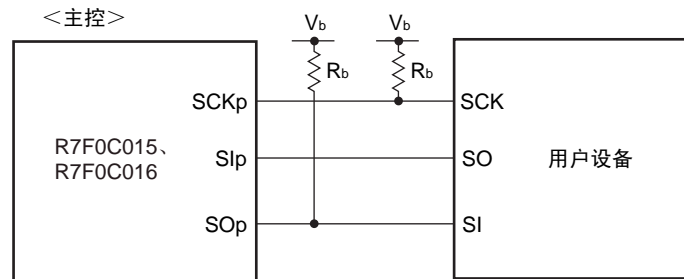 ＜主控＞
Vb Vb
Rb Rb
SCKp SCK
R7F0C015、
R7F0C016
SIp SO
用户设备
SOp SI